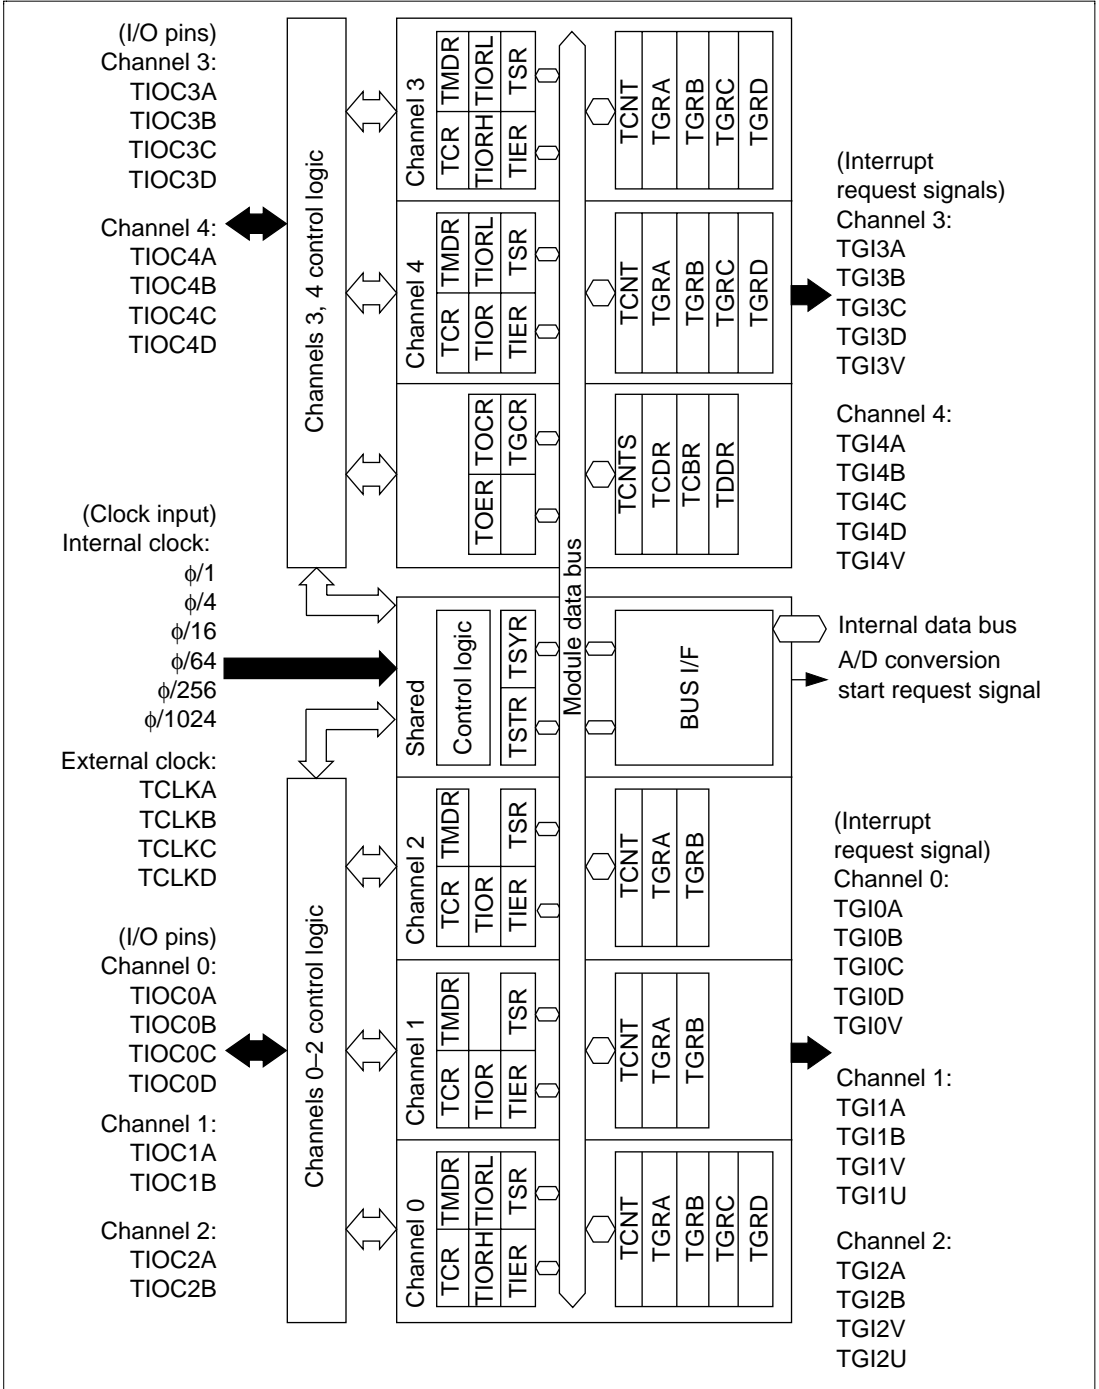 (I/O pins)
Channel 3:
TIOC3A
TIOC3B
TIOC3C
TIOC3D
Channel 4:
TIOC4A
TIOC4B
TIOC4C
TIOC4D
(Clock input)
Internal clock:
ϕ/1
ϕ/4
ϕ/16
ϕ/64
ϕ/256
ϕ/1024
External clock:
TCLKA
TCLKB
TCLKC
TCLKD
(I/O pins)
Channel 0:
TIOC0A
TIOC0B
TIOC0C
TIOC0D
Channel 1:
TIOC1A
TIOC1B
Channel 2:
TIOC2A
TIOC2B
Channels 3, 4 control logic
Channels 0–2 control logic
Channel 3
TCR TMDR
TIORH TIORL
TIER TSR
TCNT
TGRA
TGRB
TGRC
TGRD
Channel 4
TCR TMDR
TIOR TIORL
TIER TSR
TCNT
TGRA
TGRB
TGRC
TGRD
TOER TOCR
TGCR
TCNTS
TCDR
TCBR
TDDR
Module data bus
Shared
Control logic
TSTR TSYR
BUS I/F
Channel 2
TCR TMDR
TIOR
TIER TSR
TCNT
TGRA
TGRB
Channel 1
TCR TMDR
TIOR
TIER TSR
TCNT
TGRA
TGRB
Channel 0
TCR TMDR
TIORH TIORL
TIER TSR
TCNT
TGRA
TGRB
TGRC
TGRD
(Interrupt
request signals)
Channel 3:
TGI3A
TGI3B
TGI3C
TGI3D
TGI3V
Channel 4:
TGI4A
TGI4B
TGI4C
TGI4D
TGI4V
Internal data bus
A/D conversion
start request signal
(Interrupt
request signal)
Channel 0:
TGI0A
TGI0B
TGI0C
TGI0D
TGI0V
Channel 1:
TGI1A
TGI1B
TGI1V
TGI1U
Channel 2:
TGI2A
TGI2B
TGI2V
TGI2U